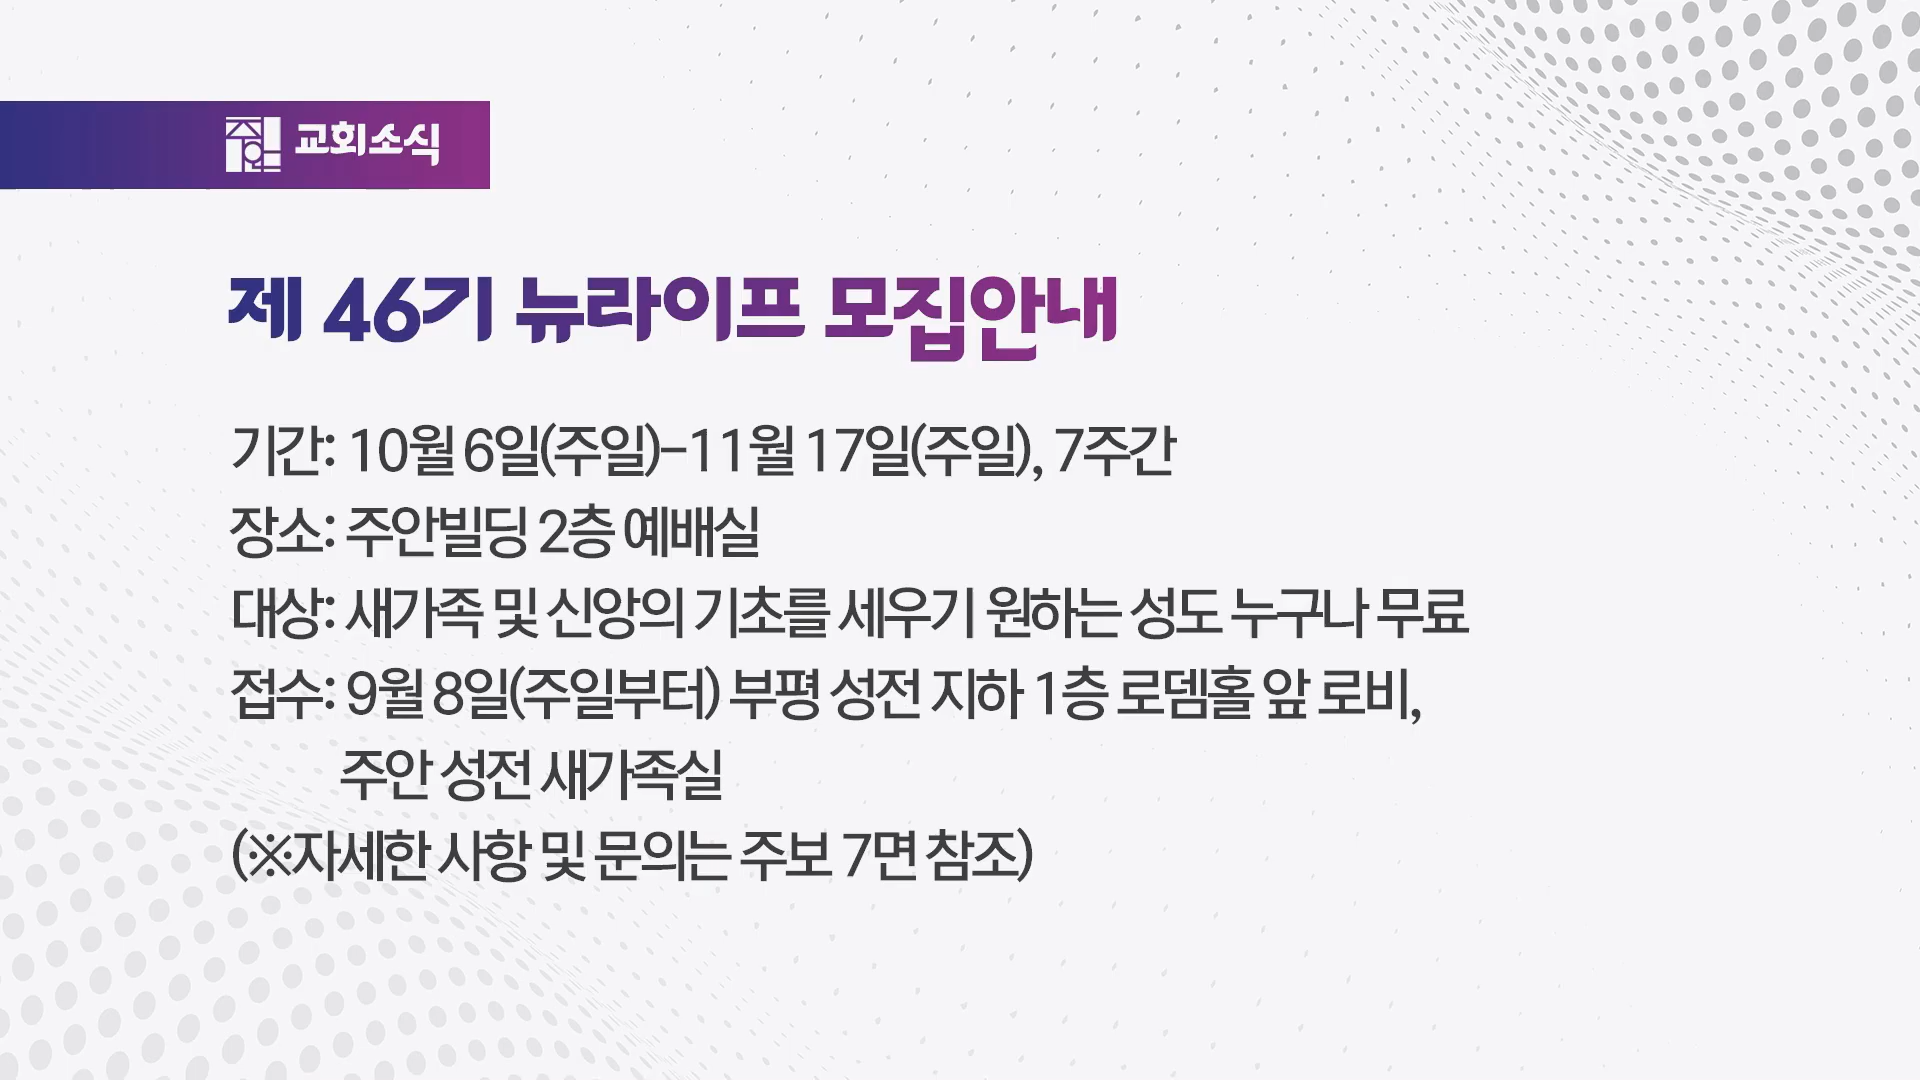 교회소식
제 46기 뉴라이프 모집안내
기간: 10월 6일(주일)-11월 17일(주일), 7주간
장소: 주안빌딩 2층 예배실
대상: 새가족 및 신앙의 기초를 세우기 원하는 성도 누구나 무료
접수: 9월 8일(주일부터) 부평 성전 지하 1층 로뎀홀 앞 로비,
주안 성전 새가족실
(※자세한 사항 및 문의는 주보 7면 참조)